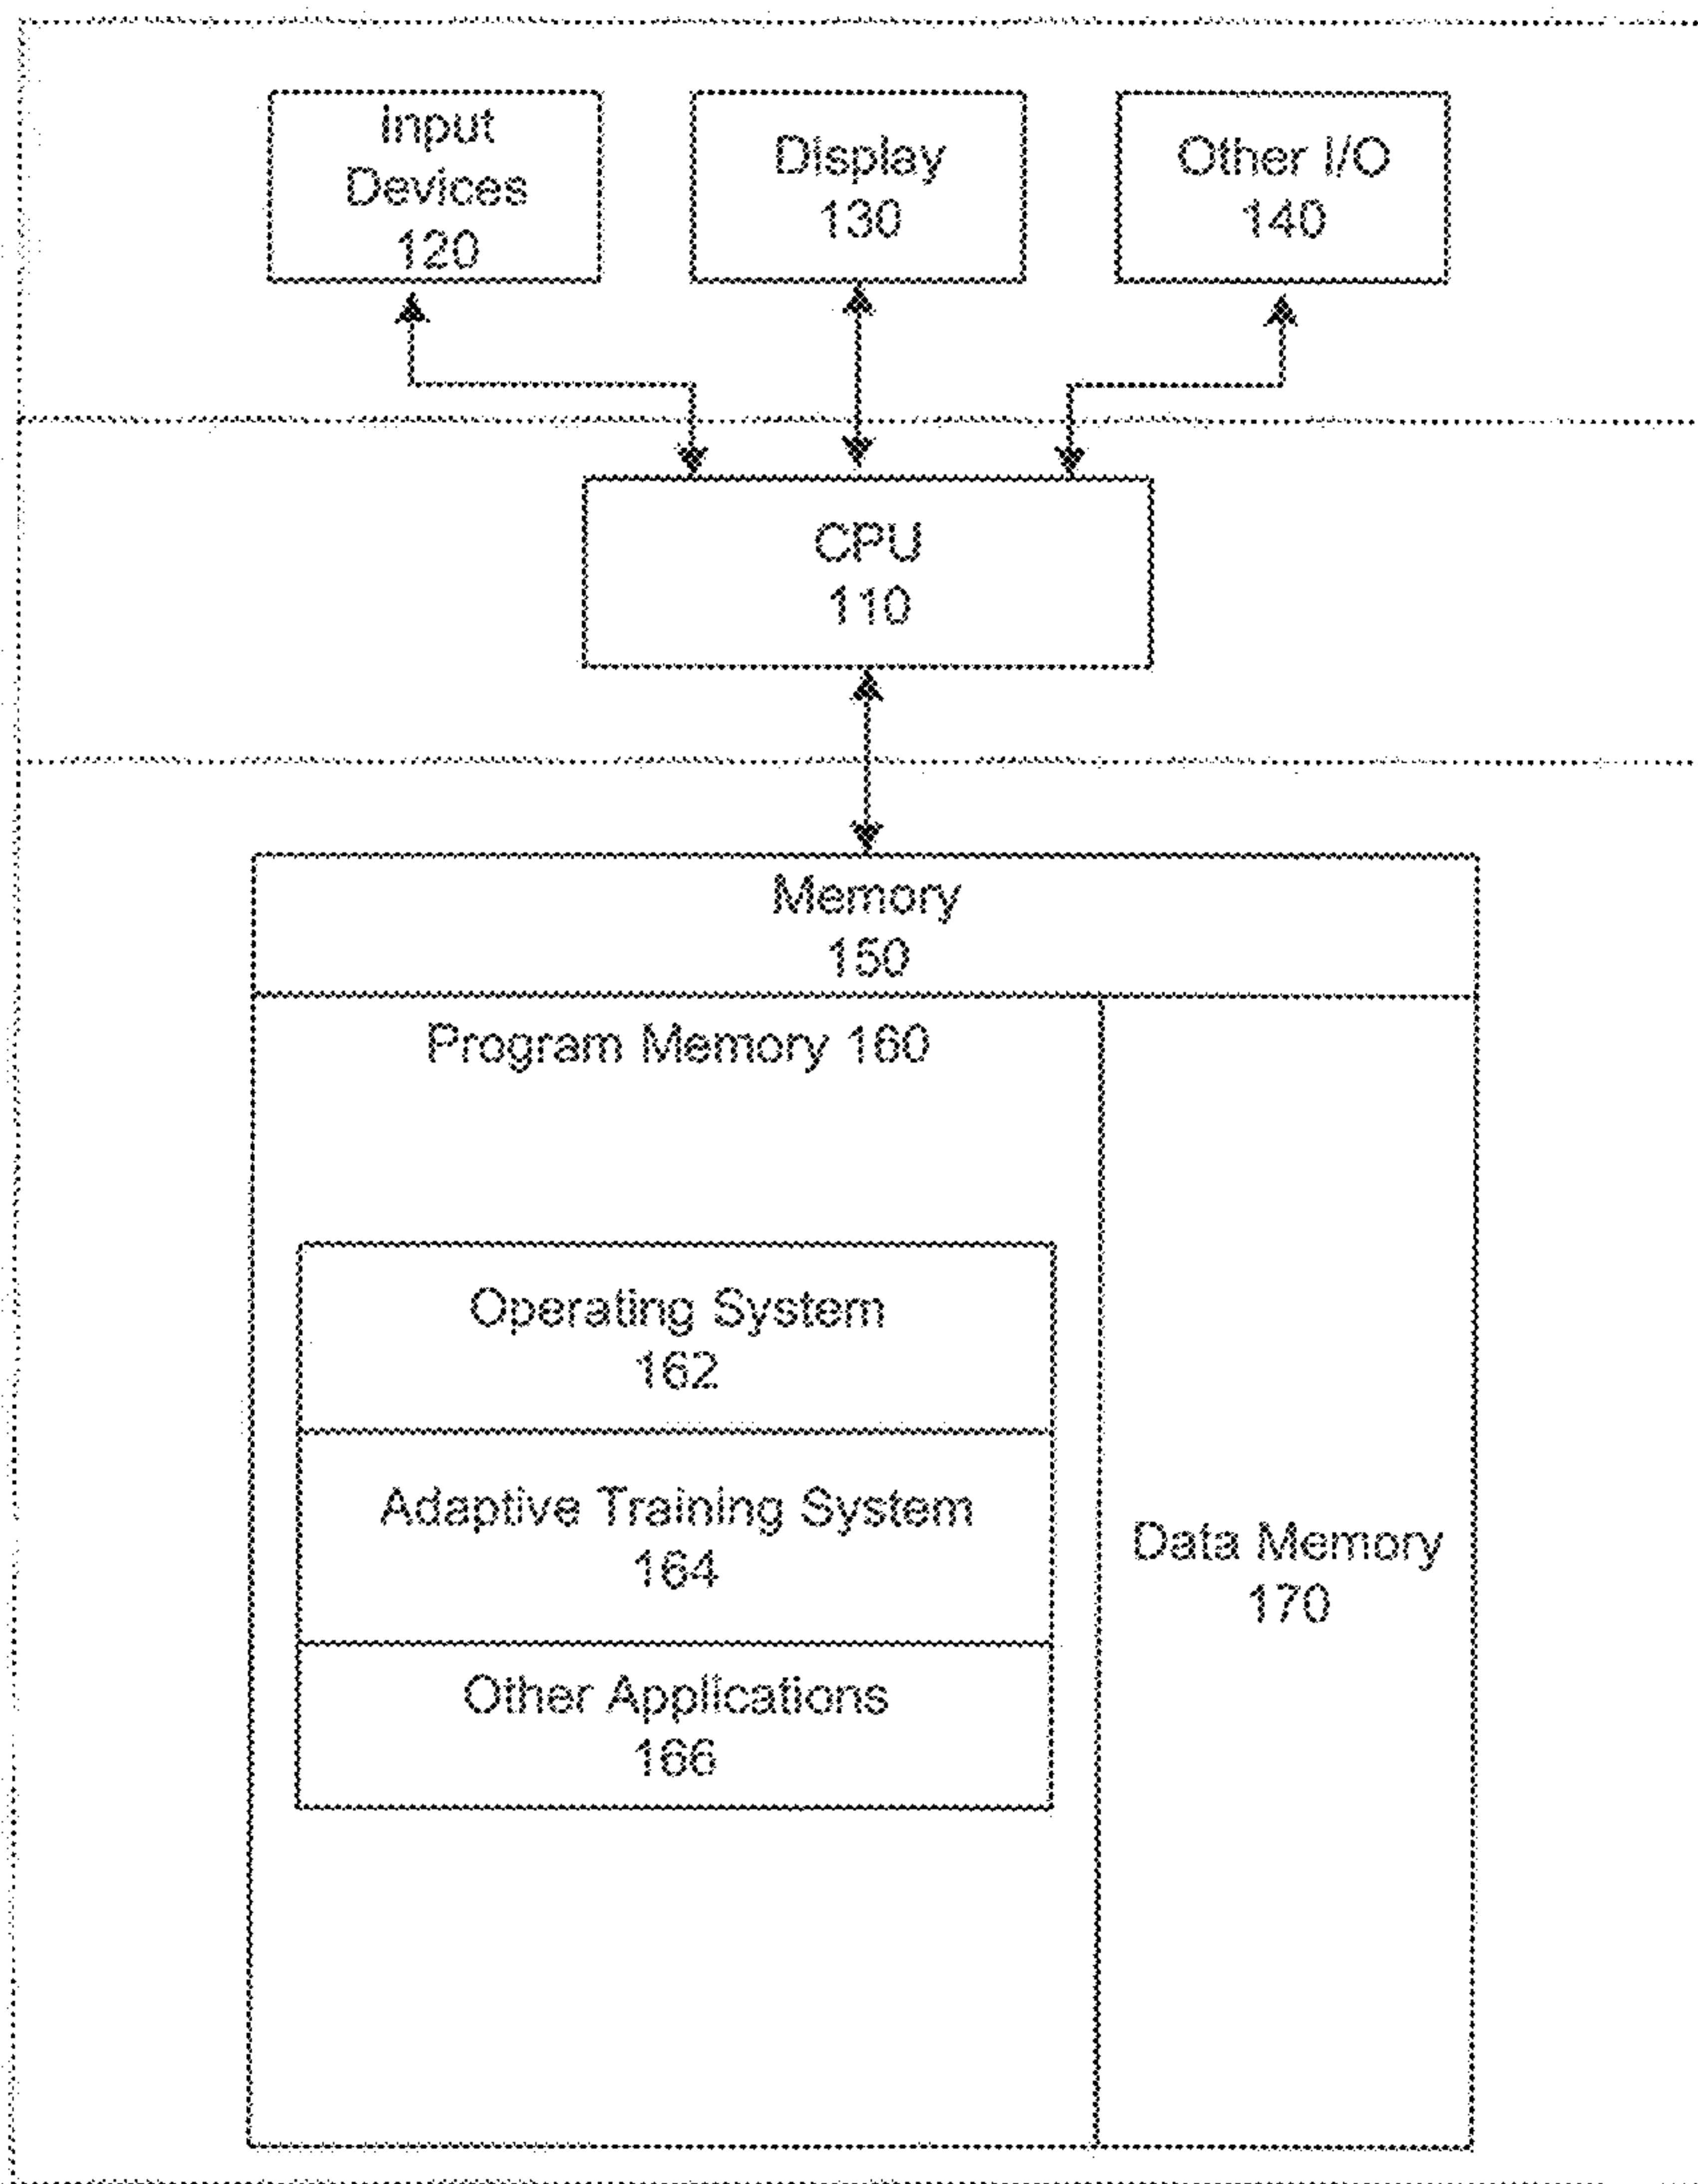 Input
Devices
120
Display
130
Other I/O
140
CPU
110
Memory
150
Program Memory 160
Operating System
162
Adaptive Training System
164
Other Applications
166
Data Memory
170